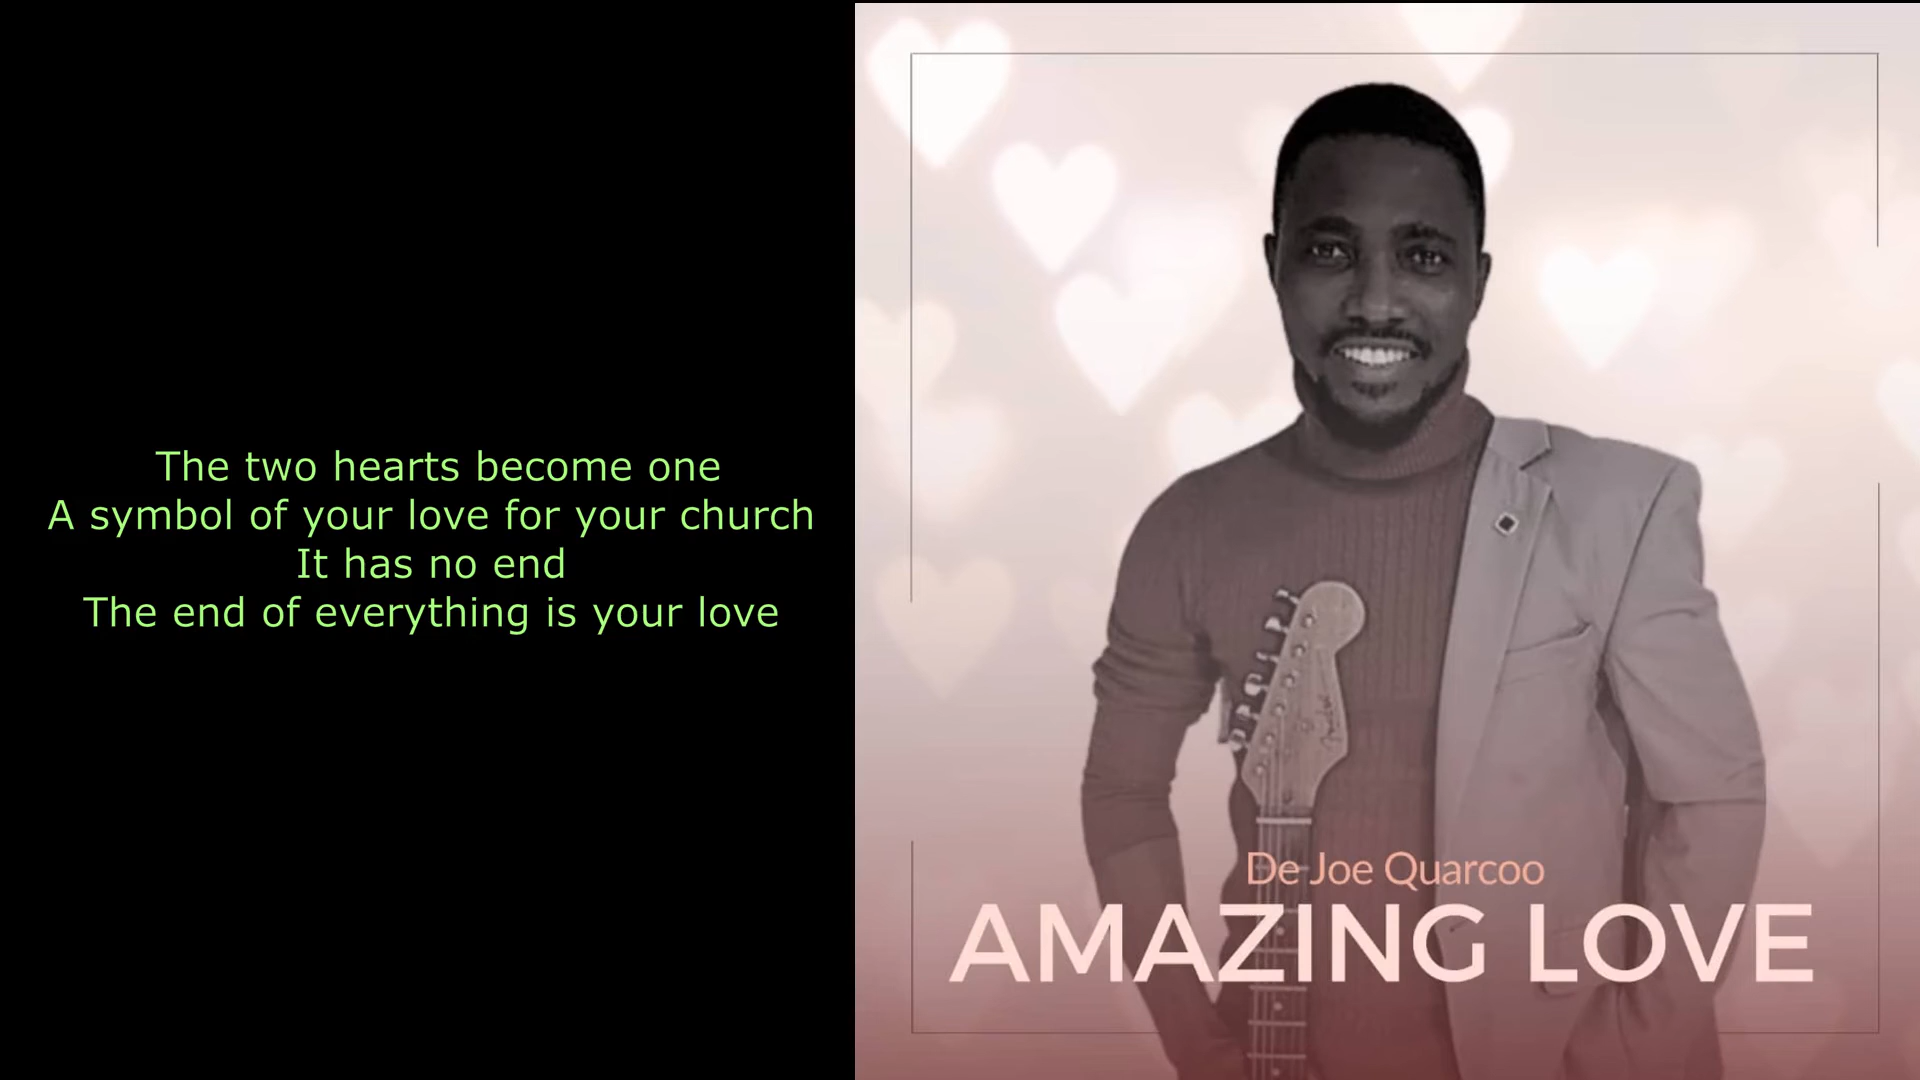 The two hearts become one
A symbol of your love for your church
It has no end
The end of everything is your love
Fender
De Joe Quarcoo
AMAZING LOVE